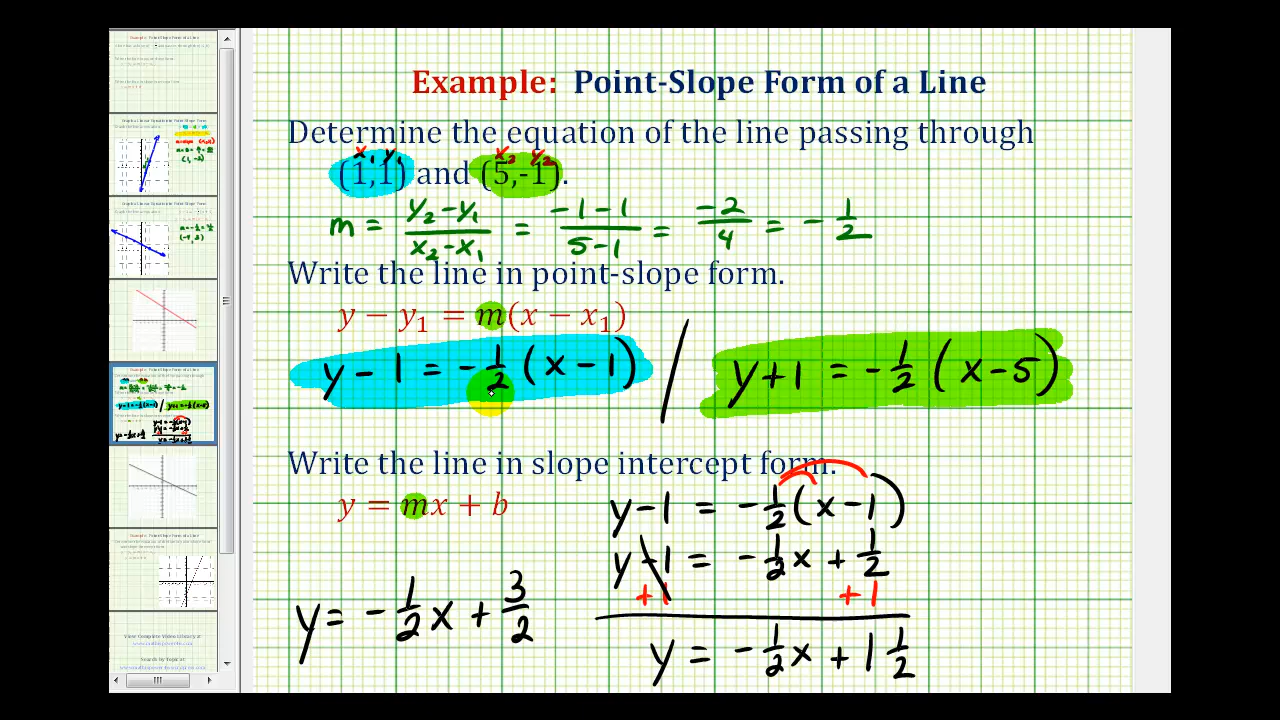 Example: Point-Slope Form of a Line
Determine the equation of the line passing through
x₁ y₁ x₂ y₂
(1,1) and (5,-1).
m = (y₂ - y₁)/(x₂ - x₁) = (-1 - 1)/(5 - 1) = -2/4 = -1/2
Write the line in point-slope form.
y − y₁ = m(x − x₁)
y - 1 = -1/2 (x - 1) / y + 1 = -1/2 (x - 5)
Write the line in slope intercept form.
y = mx + b
y - 1 = -1/2 (x - 1)
y - 1 = -1/2 x + 1/2
+1 +1
y = -1/2 x + 3/2
y = -1/2 x + 1 1/2